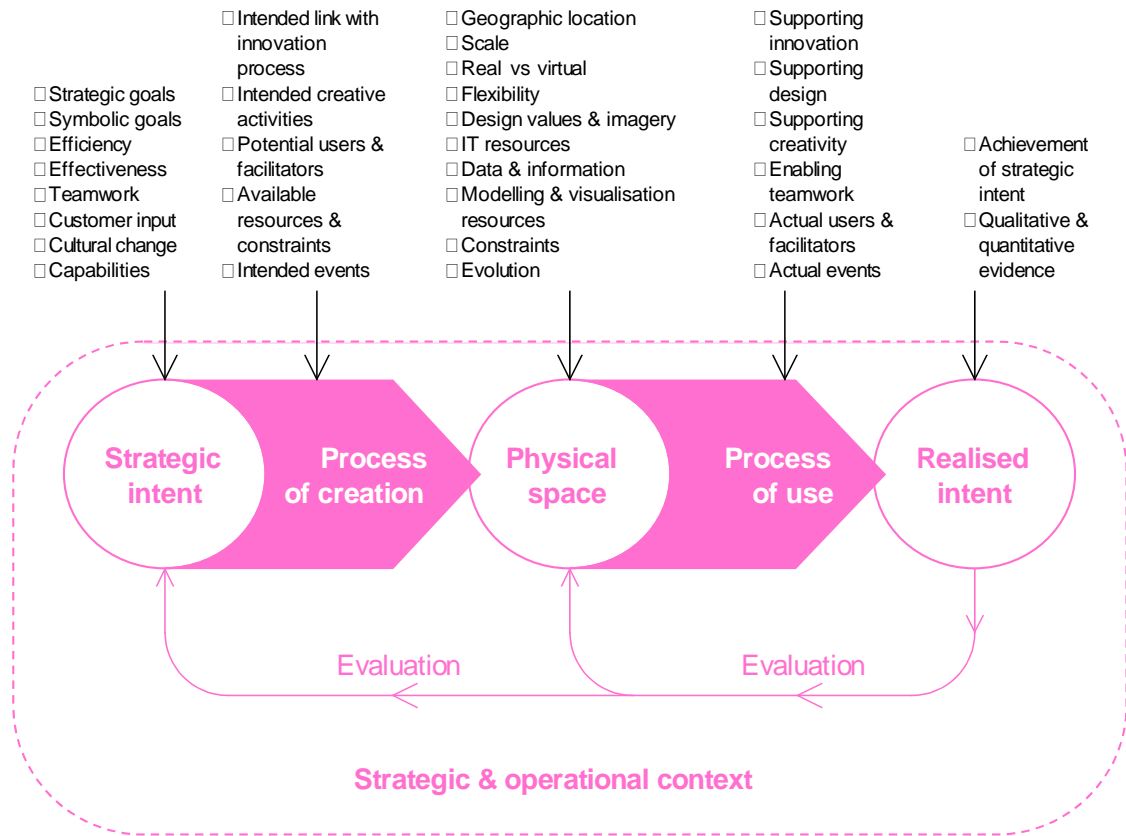 Strategic goals
Symbolic goals
Efficiency
Effectiveness
Teamwork
Customer input
Cultural change
Capabilities
Intended link with
innovation
process
Intended creative
activities
Potential users &
facilitators
Available
resources &
constraints
Intended events
Geographic location
Scale
Real vs virtual
Flexibility
Design values & imagery
IT resources
Data & information
Modelling & visualisation
resources
Constraints
Evolution
Supporting
innovation
Supporting
design
Supporting
creativity
Enabling
teamwork
Actual users &
facilitators
Actual events
Achievement
of strategic
intent
Qualitative &
quantitative
evidence
Strategic
intent
Process
of creation
Physical
space
Process
of use
Realised
intent
Evaluation
Evaluation
Strategic & operational context